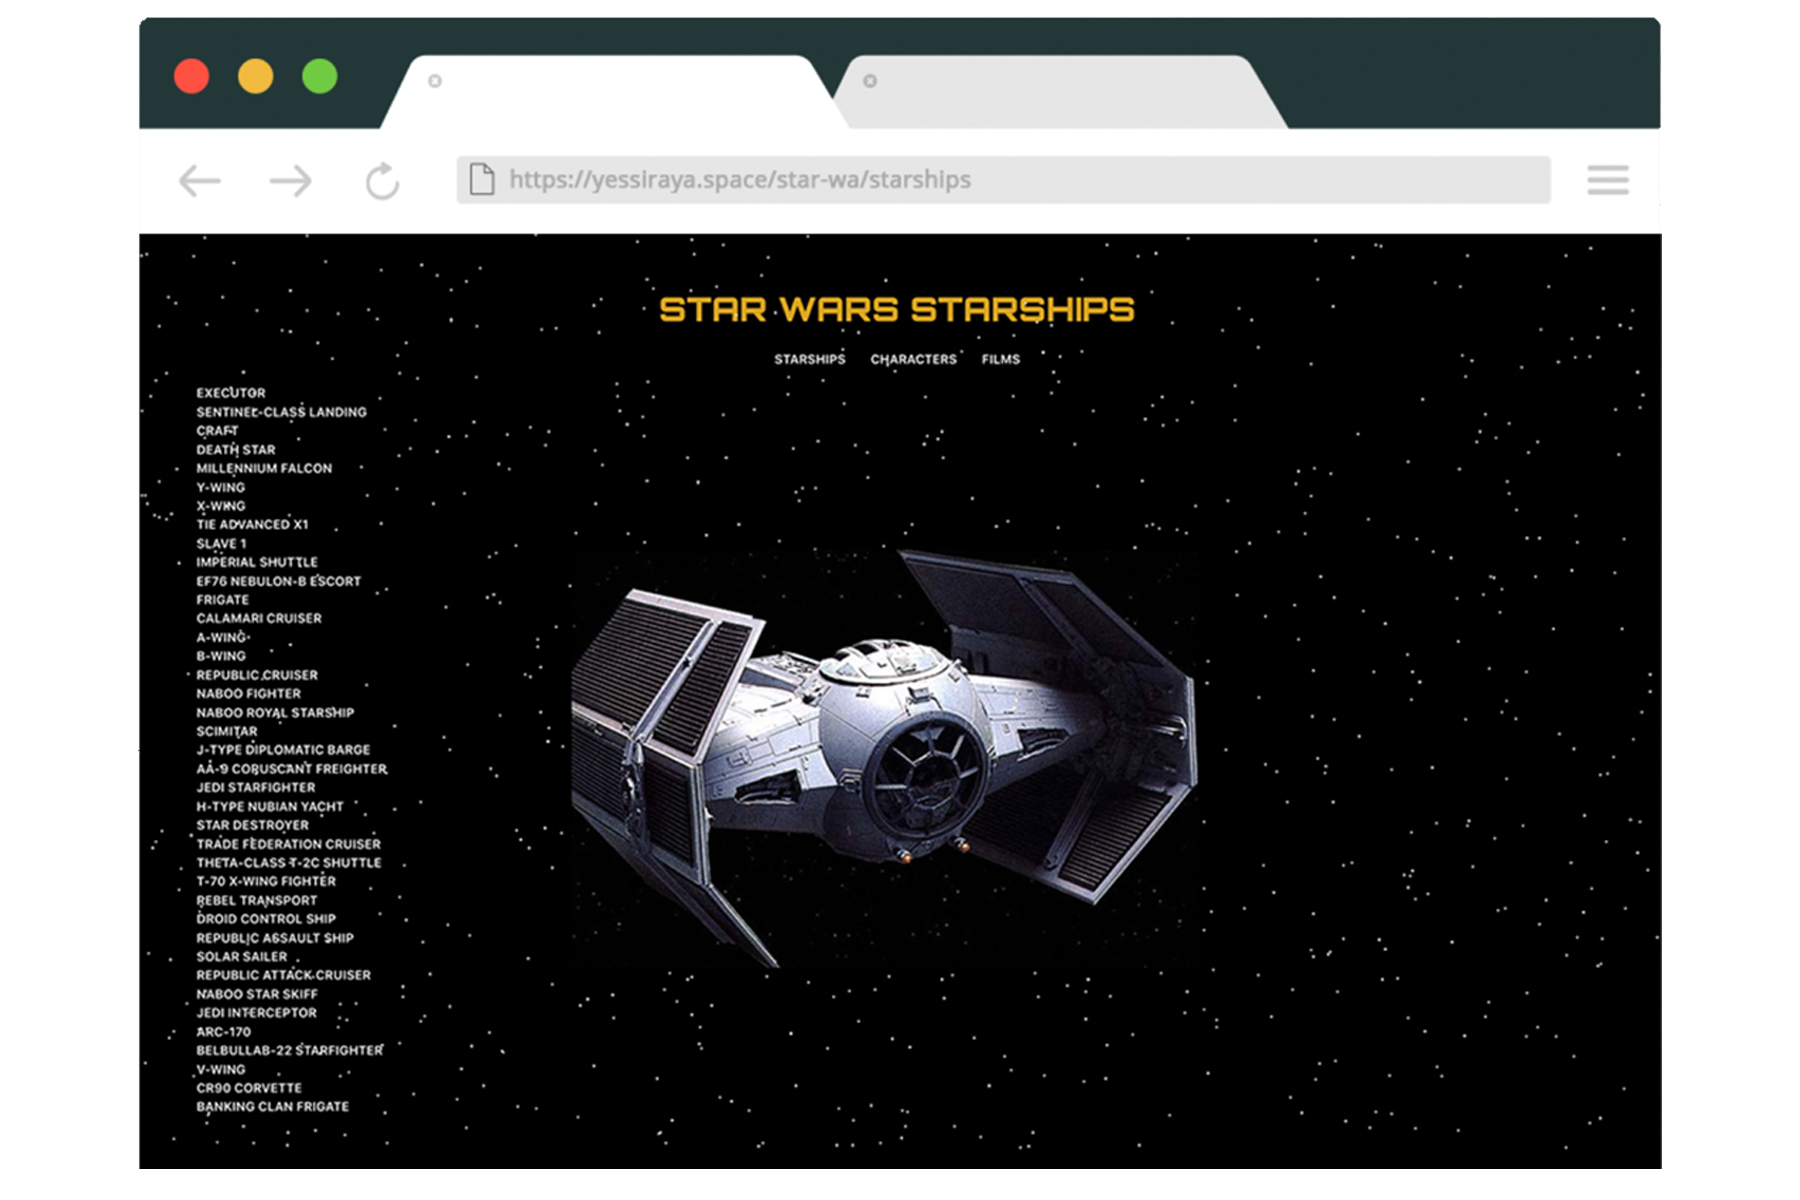 https://yessiraya.space/star-wa/starships
STAR WARS STARSHIPS
STARSHIPS CHARACTERS FILMS
EXECUTOR
SENTINEL-CLASS LANDING
CRAFT
DEATH STAR
MILLENNIUM FALCON
Y-WING
X-WING
TIE ADVANCED X1
SLAVE 1
IMPERIAL SHUTTLE
EF76 NEBULON-B ESCORT
FRIGATE
CALAMARI CRUISER
A-WING
B-WING
REPUBLIC CRUISER
NABOO FIGHTER
NABOO ROYAL STARSHIP
SCIMITAR
J-TYPE DIPLOMATIC BARGE
AA-9 CORUSCANT FREIGHTER
JEDI STARFIGHTER
H-TYPE NUBIAN YACHT
STAR DESTROYER
TRADE FEDERATION CRUISER
THETA-CLASS T-2C SHUTTLE
T-70 X-WING FIGHTER
REBEL TRANSPORT
DROID CONTROL SHIP
REPUBLIC ASSAULT SHIP
SOLAR SAILER
REPUBLIC ATTACK CRUISER
NABOO STAR SKIFF
JEDI INTERCEPTOR
ARC-170
BELBULLAB-22 STARFIGHTER
V-WING
CR90 CORVETTE
BANKING CLAN FRIGATE